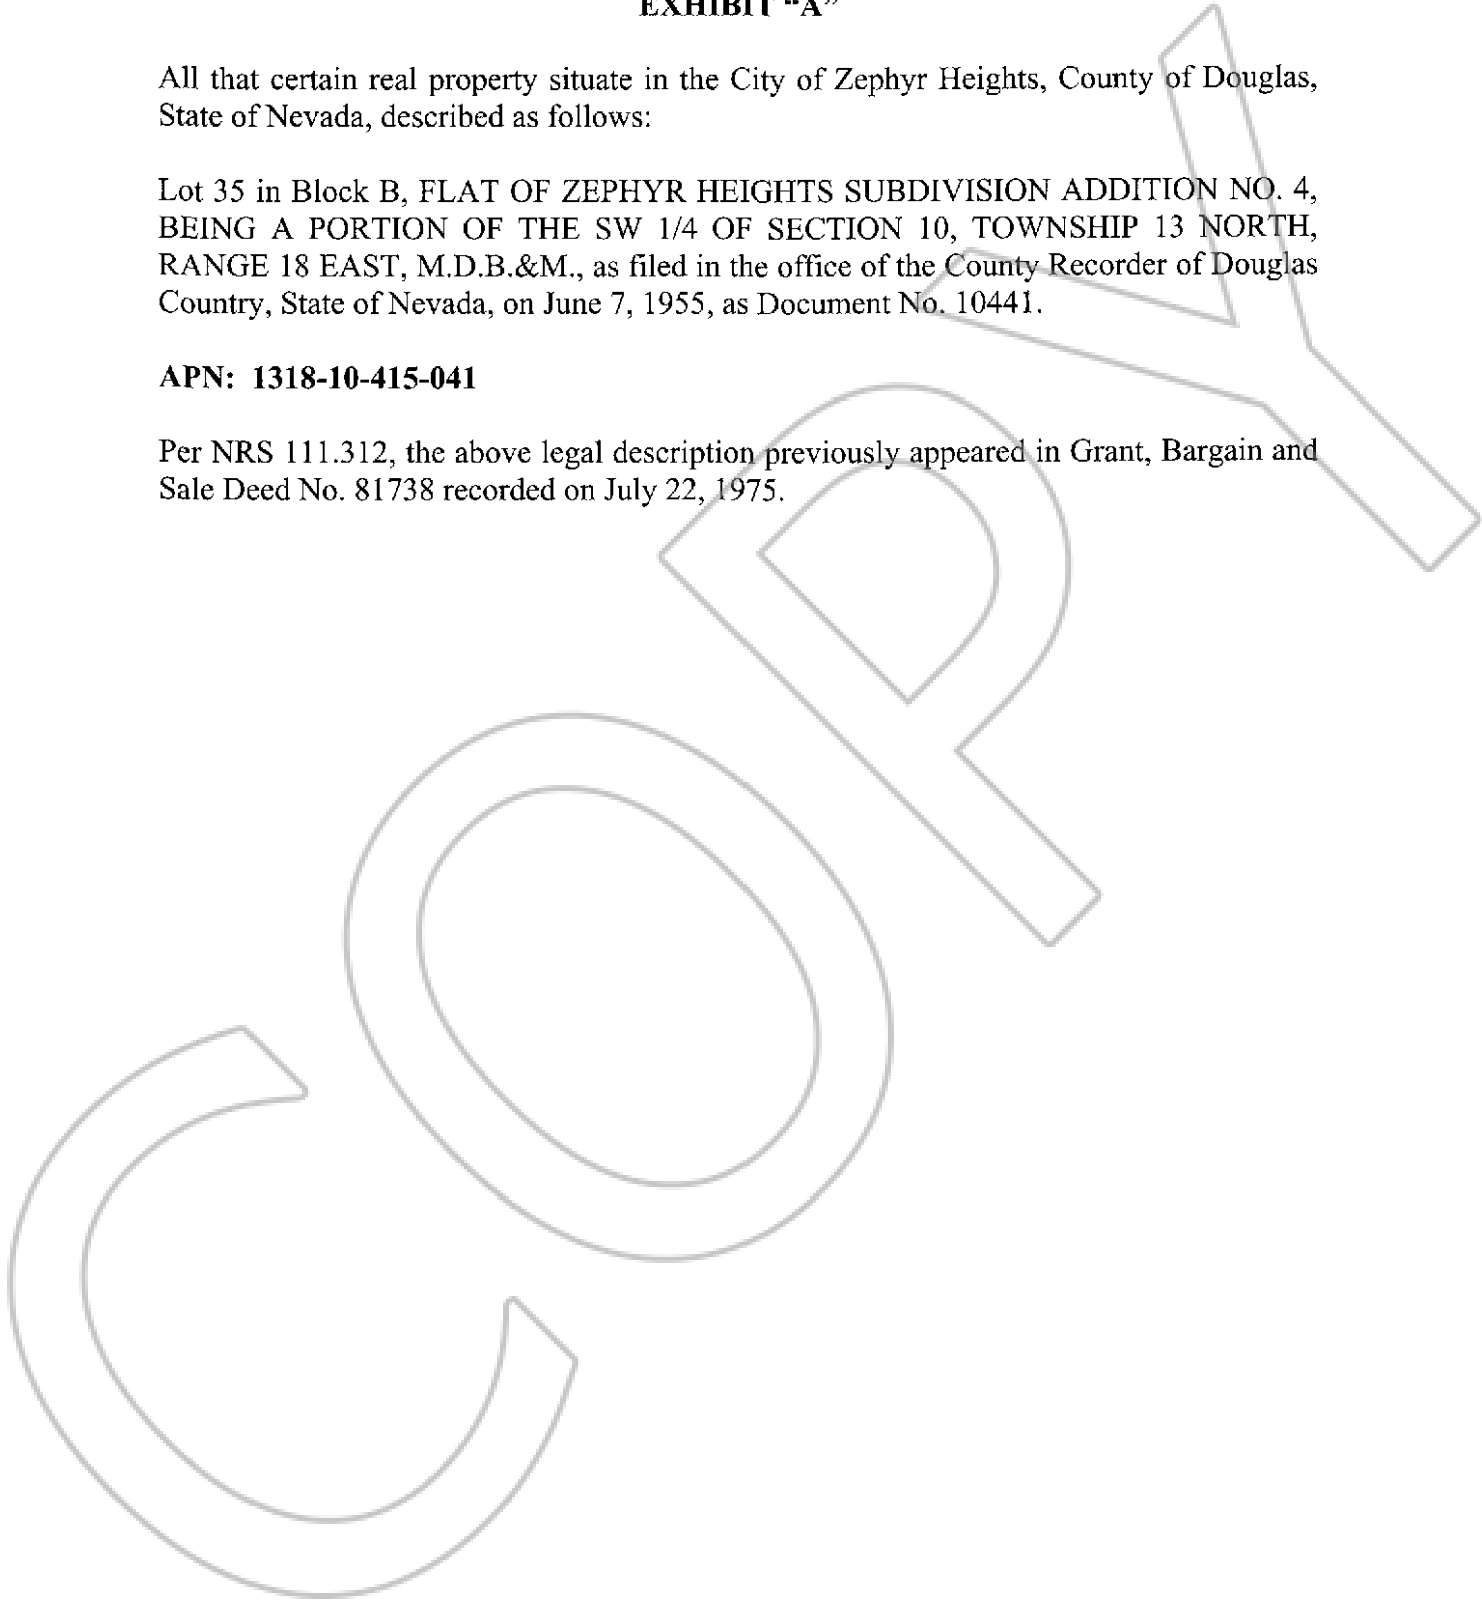 EXHIBIT “A”
All that certain real property situate in the City of Zephyr Heights, County of Douglas,
State of Nevada, described as follows:
Lot 35 in Block B, FLAT OF ZEPHYR HEIGHTS SUBDIVISION ADDITION NO. 4,
BEING A PORTION OF THE SW 1/4 OF SECTION 10, TOWNSHIP 13 NORTH,
RANGE 18 EAST, M.D.B.&M., as filed in the office of the County Recorder of Douglas
Country, State of Nevada, on June 7, 1955, as Document No. 10441.
APN: 1318-10-415-041
Per NRS 111.312, the above legal description previously appeared in Grant, Bargain and
Sale Deed No. 81738 recorded on July 22, 1975.
COPY